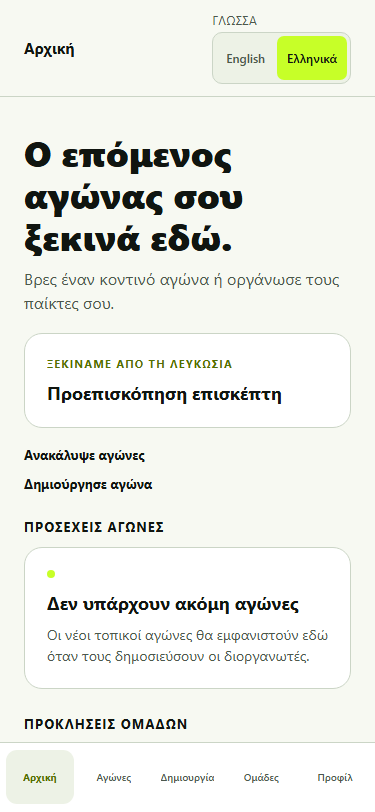 Αρχική
ΓΛΩΣΣΑ
English
Ελληνικά
Ο επόμενος
αγώνας σου
ξεκινά εδώ.
Βρες έναν κοντινό αγώνα ή οργάνωσε τους
παίκτες σου.
ΞΕΚΙΝΑΜΕ ΑΠΟ ΤΗ ΛΕΥΚΩΣΙΑ
Προεπισκόπηση επισκέπτη
Ανακάλυψε αγώνες
Δημιούργησε αγώνα
ΠΡΟΣΕΧΕΙΣ ΑΓΩΝΕΣ
Δεν υπάρχουν ακόμη αγώνες
Οι νέοι τοπικοί αγώνες θα εμφανιστούν εδώ
όταν τους δημοσιεύσουν οι διοργανωτές.
ΠΡΟΚΛΗΣΕΙΣ ΟΜΑΔΩΝ
Αρχική
Αγώνες
Δημιουργία
Ομάδες
Προφίλ